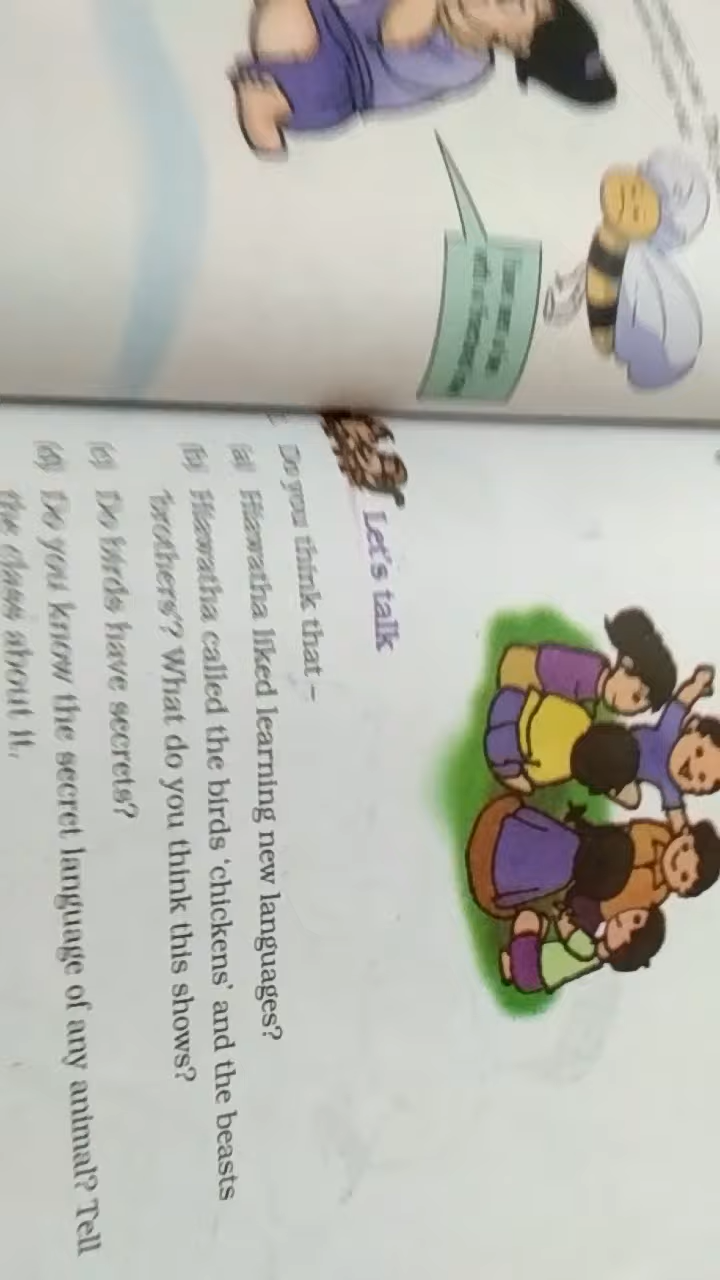 Let's talk
Do you think that –
(a) Hiawatha liked learning new languages?
(b) Hiawatha called the birds 'chickens' and the beasts
'brothers'? What do you think this shows?
(c) Do birds have secrets?
(d) Do you know the secret language of any animal? Tell
the class about it.